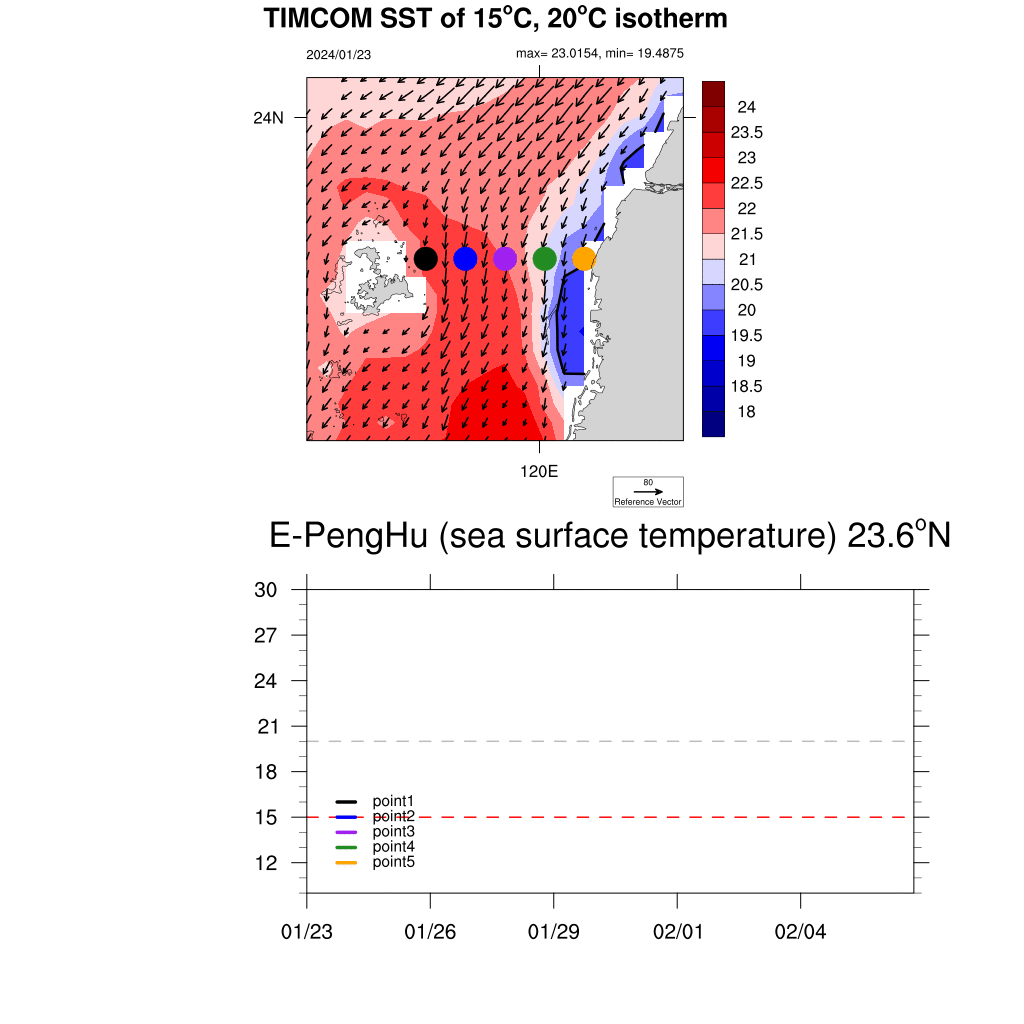 TIMCOM SST of 15°C, 20°C isotherm
2024/01/23
max= 23.0154, min= 19.4875
24N
24
23.5
23
22.5
22
21.5
21
20.5
20
19.5
19
18.5
18
120E
80
Reference Vector
E-PengHu (sea surface temperature) 23.6°N
30
27
24
21
18
15
12
point1
point2
point3
point4
point5
01/23
01/26
01/29
02/01
02/04